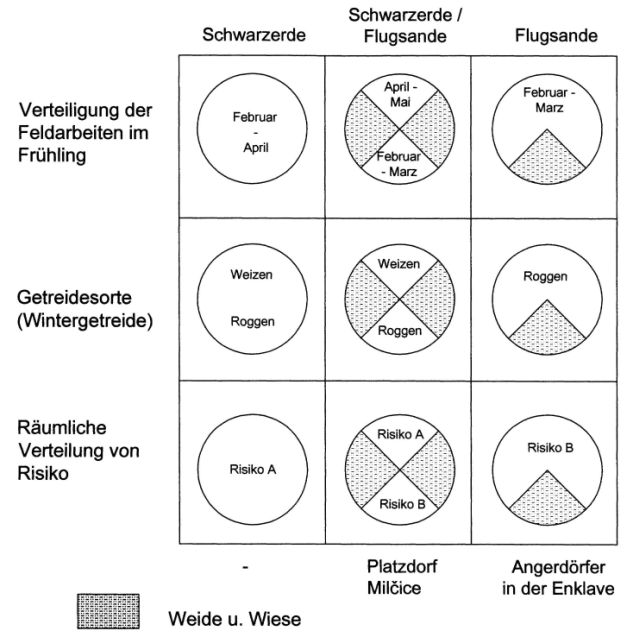 Schwarzerde
Schwarzerde /
Flugsande
Flugsande
Verteiligung der
Feldarbeiten im
Frühling
Februar
-
April
April -
Mai
Februar
- Marz
Februar -
Marz
Getreidesorte
(Wintergetreide)
Weizen
Roggen
Weizen
Roggen
Roggen
Räumliche
Verteilung von
Risiko
Risiko A
Risiko A
Risiko B
Risiko B
-
Platzdorf
Milčice
Angerdörfer
in der Enklave
Weide u. Wiese